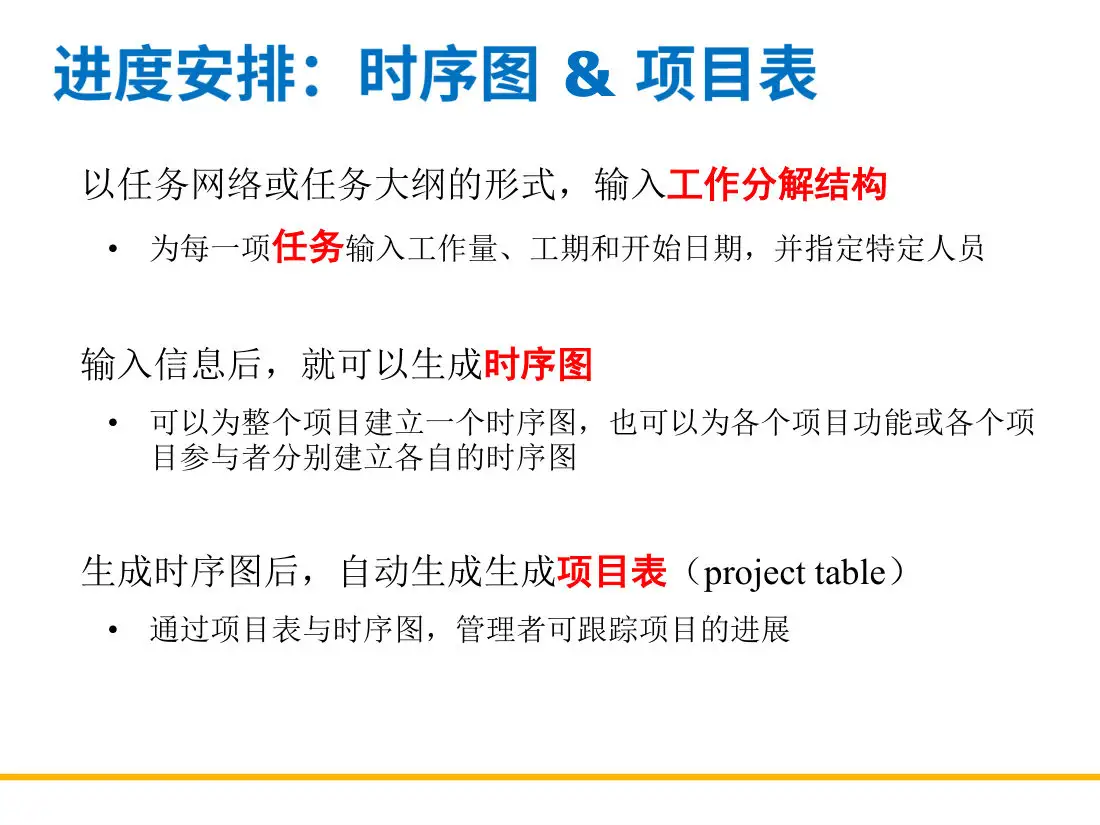 进度安排：时序图 & 项目表
以任务网络或任务大纲的形式，输入工作分解结构
• 为每一项任务输入工作量、工期和开始日期，并指定特定人员
输入信息后，就可以生成时序图
• 可以为整个项目建立一个时序图，也可以为各个项目功能或各个项
目参与者分别建立各自的时序图
生成时序图后，自动生成生成项目表（project table）
• 通过项目表与时序图，管理者可跟踪项目的进展